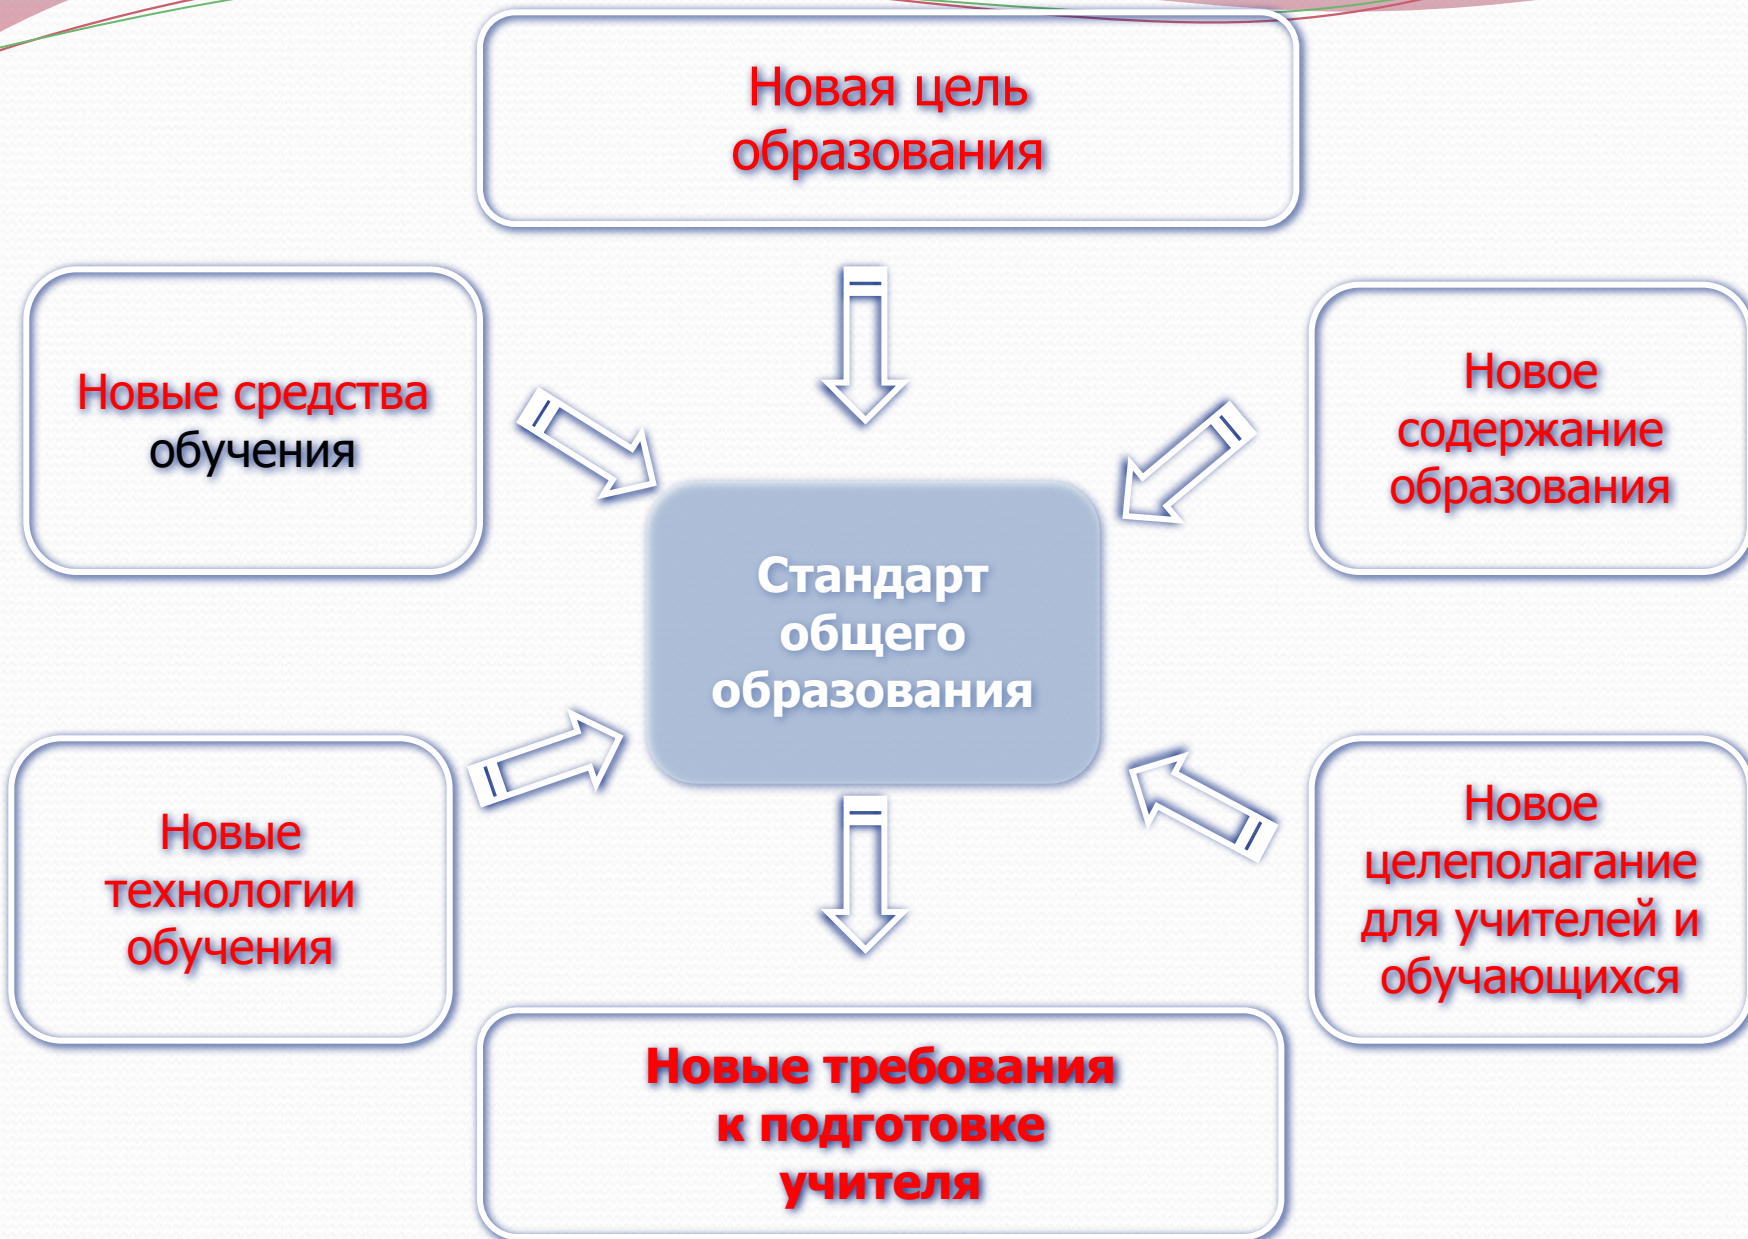 Новая цель
образования
Новые средства
обучения
Новое
содержание
образования
Стандарт
общего
образования
Новые
технологии
обучения
Новое
целеполагание
для учителей и
обучающихся
Новые требования
к подготовке
учителя